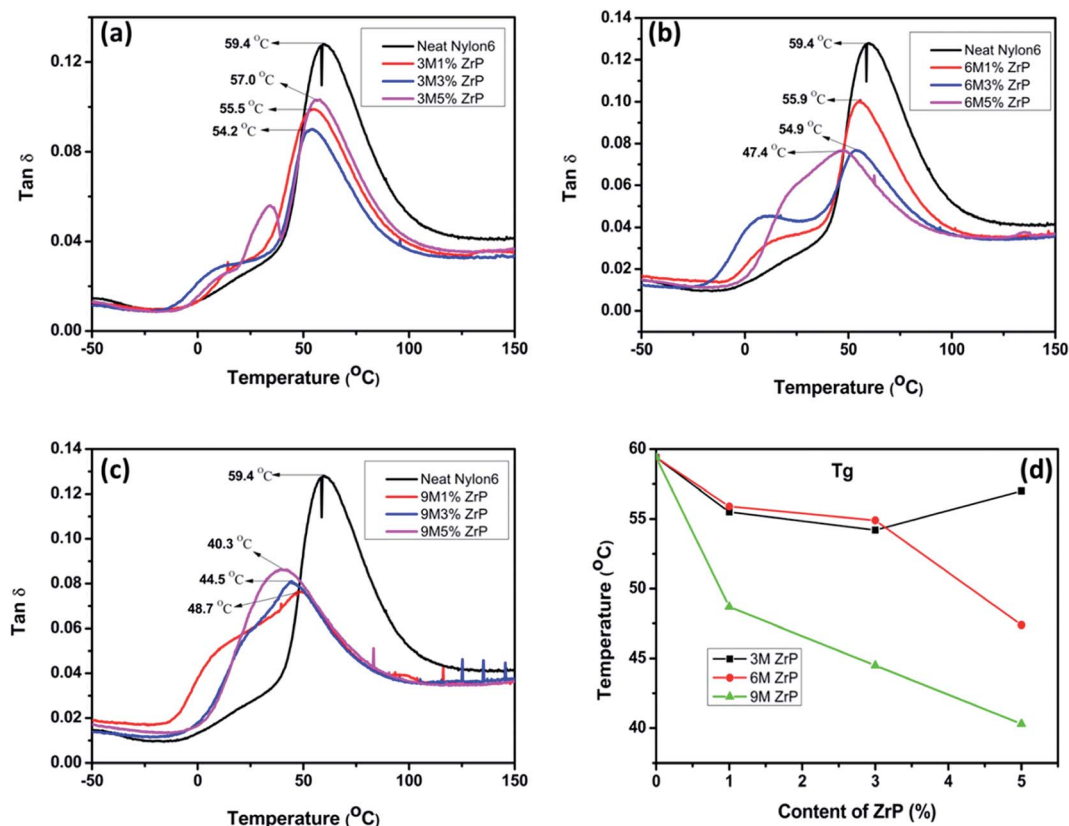 (a)
0.12
0.08
0.04
0.00
Tan δ
59.4 °C
57.0 °C
55.5 °C
54.2 °C
Neat Nylon6
3M1% ZrP
3M3% ZrP
3M5% ZrP
-50 0 50 100 150
Temperature (°C)
(b)
0.14
0.12
0.10
0.08
0.06
0.04
0.02
0.00
Tan δ
59.4 °C
55.9 °C
54.9 °C
47.4 °C
Neat Nylon6
6M1% ZrP
6M3% ZrP
6M5% ZrP
-50 0 50 100 150
Temperature (°C)
(c)
0.14
0.12
0.10
0.08
0.06
0.04
0.02
0.00
Tan δ
59.4 °C
40.3 °C
44.5 °C
48.7 °C
Neat Nylon6
9M1% ZrP
9M3% ZrP
9M5% ZrP
-50 0 50 100 150
Temperature (°C)
Tg
(d)
60
55
50
45
40
Temperature (°C)
3M ZrP
6M ZrP
9M ZrP
0 1 2 3 4 5
Content of ZrP (%)